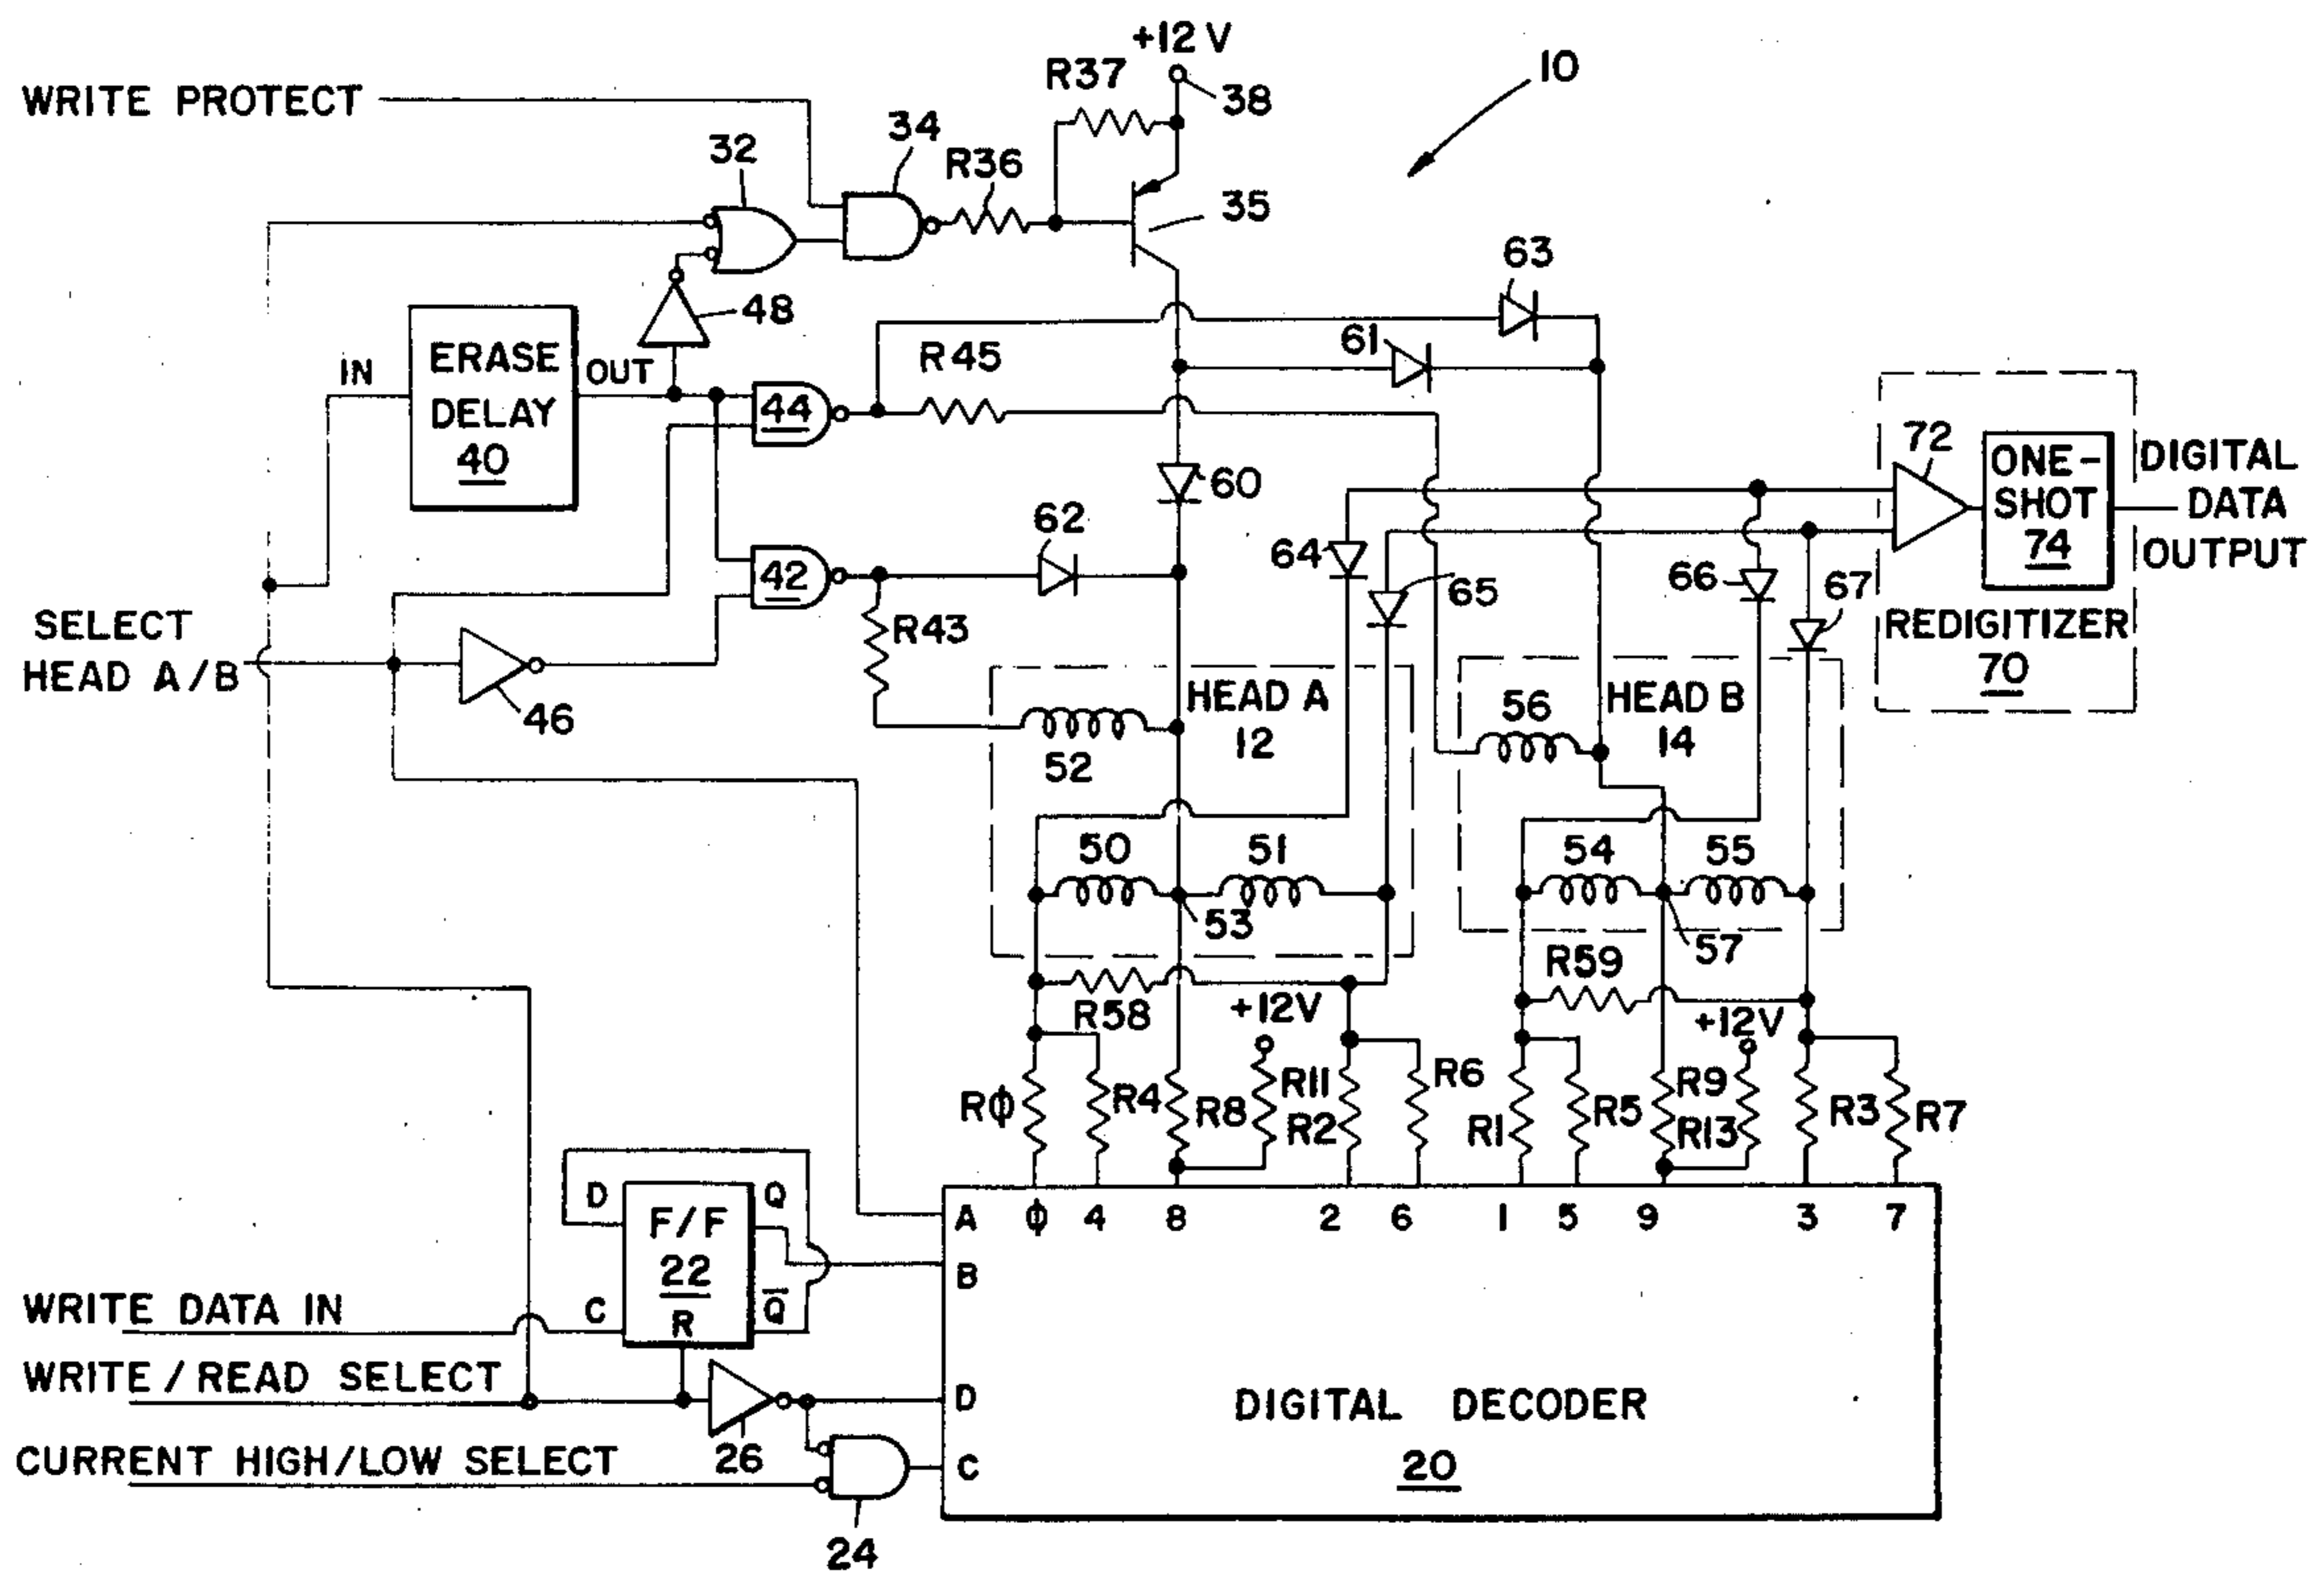 +12 V
R37
38
10
WRITE PROTECT
34
32
R36
35
63
48
61
ERASE
DELAY
40
IN
OUT
R45
44
60
72
ONE-
SHOT
74
DIGITAL
DATA
OUTPUT
62
64
65
66
67
42
R43
SELECT
HEAD A/B
46
REDIGITIZER
70
HEAD A
12
56
HEAD B
14
52
50
51
53
54
55
57
R58
+12V
R59
+12V
Rϕ
R4
R8
R11
R2
R6
R1
R5
R9
R13
R3
R7
D
F/F
22
R
C
Q
Q̅
A
ϕ
4
8
2
6
1
5
9
3
7
B
D
C
WRITE DATA IN
WRITE / READ SELECT
CURRENT HIGH/LOW SELECT
26
24
DIGITAL DECODER
20